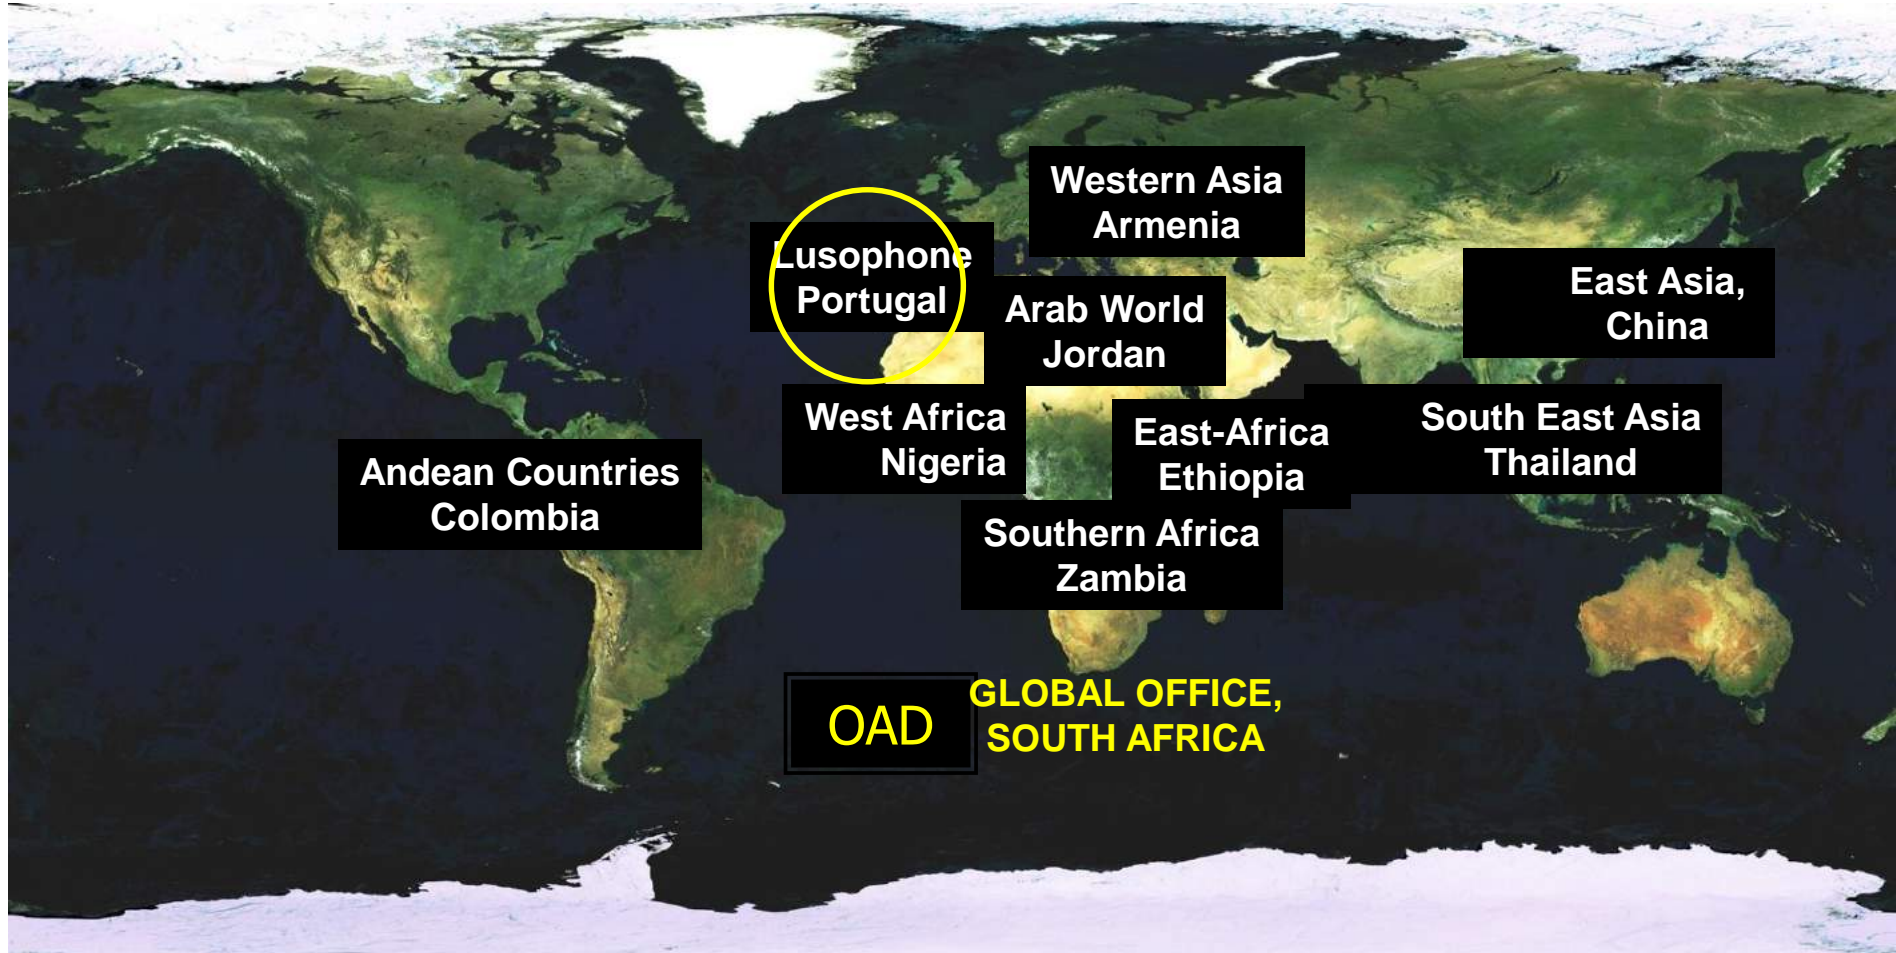 Western Asia
Armenia
Lusophone
Portugal
East Asia,
China
Arab World
Jordan
West Africa
Nigeria
East-Africa
Ethiopia
South East Asia
Thailand
Andean Countries
Colombia
Southern Africa
Zambia
OAD
GLOBAL OFFICE,
SOUTH AFRICA